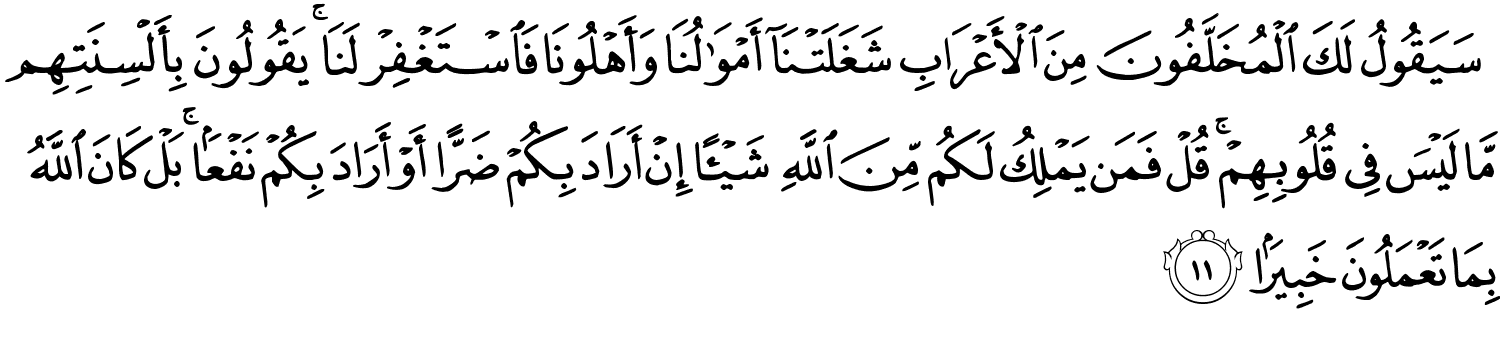 سَيَقُولُ لَكَ ٱلْمُخَلَّفُونَ مِنَ ٱلْأَعْرَابِ شَغَلَتْنَآ أَمْوَٰلُنَا وَأَهْلُونَا فَٱسْتَغْفِرْ لَنَا ۚ يَقُولُونَ بِأَلْسِنَتِهِم
مَّا لَيْسَ فِى قُلُوبِهِمْ ۚ قُلْ فَمَن يَمْلِكُ لَكُم مِّنَ ٱللَّهِ شَيْـًٔا إِنْ أَرَادَ بِكُمْ ضَرًّا أَوْ أَرَادَ بِكُمْ نَفْعَۢا ۚ بَلْ كَانَ ٱللَّهُ
بِمَا تَعْمَلُونَ خَبِيرَۢا ١١